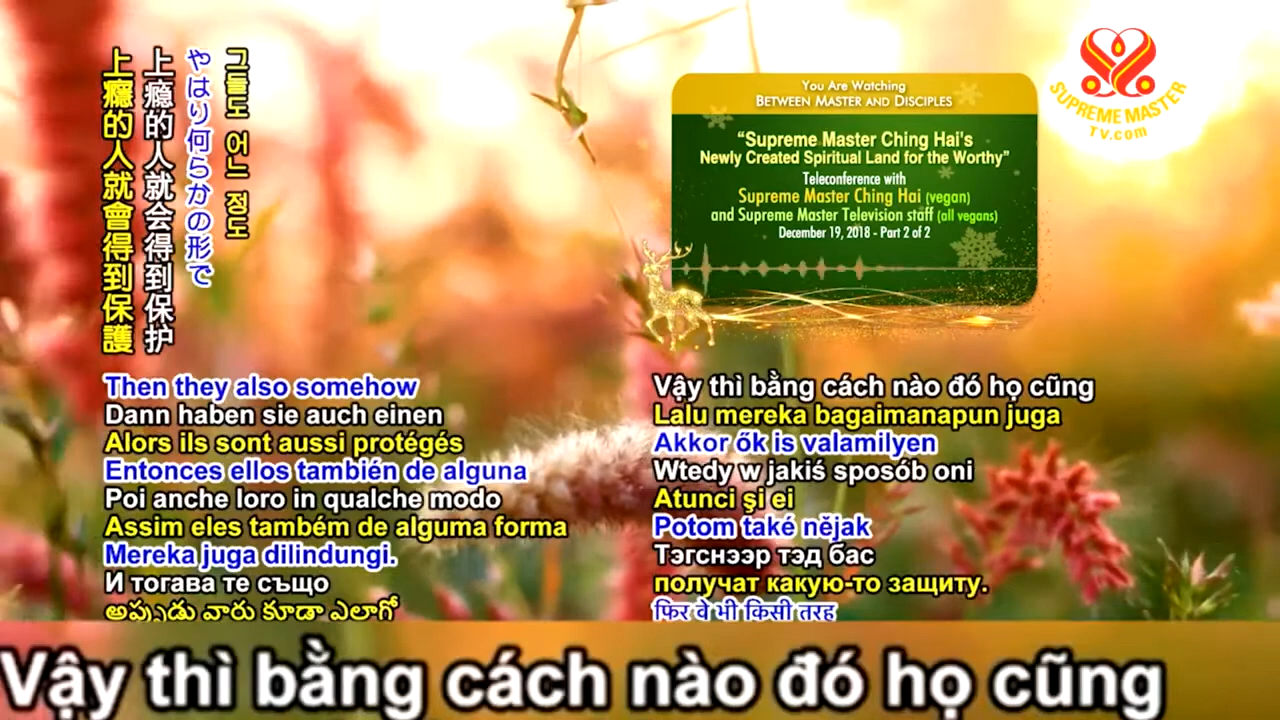 上癮的人就會得到保護
上瘾的人就会得到保护
やはり何らかの形で
그들도 어느 정도
You Are Watching
BETWEEN MASTER AND DISCIPLES
“Supreme Master Ching Hai's
Newly Created Spiritual Land for the Worthy”
Teleconference with
Supreme Master Ching Hai (vegan)
and Supreme Master Television staff (all vegans)
December 19, 2018 - Part 2 of 2
SUPREME MASTER
TV.com
Then they also somehow
Dann haben sie auch einen
Alors ils sont aussi protégés
Entonces ellos también de alguna
Poi anche loro in qualche modo
Assim eles também de alguma forma
Mereka juga dilindungi.
И тогава те също
అప్పుడు వారు కూడా ఎలాగో
Vậy thì bằng cách nào đó họ cũng
Lalu mereka bagaimanapun juga
Akkor ők is valamilyen
Wtedy w jakiś sposób oni
Atunci şi ei
Potom také nějak
Тэгснээр тэд бас
получат какую-то защиту.
फिर वे भी किसी तरह
Vậy thì bằng cách nào đó họ cũng